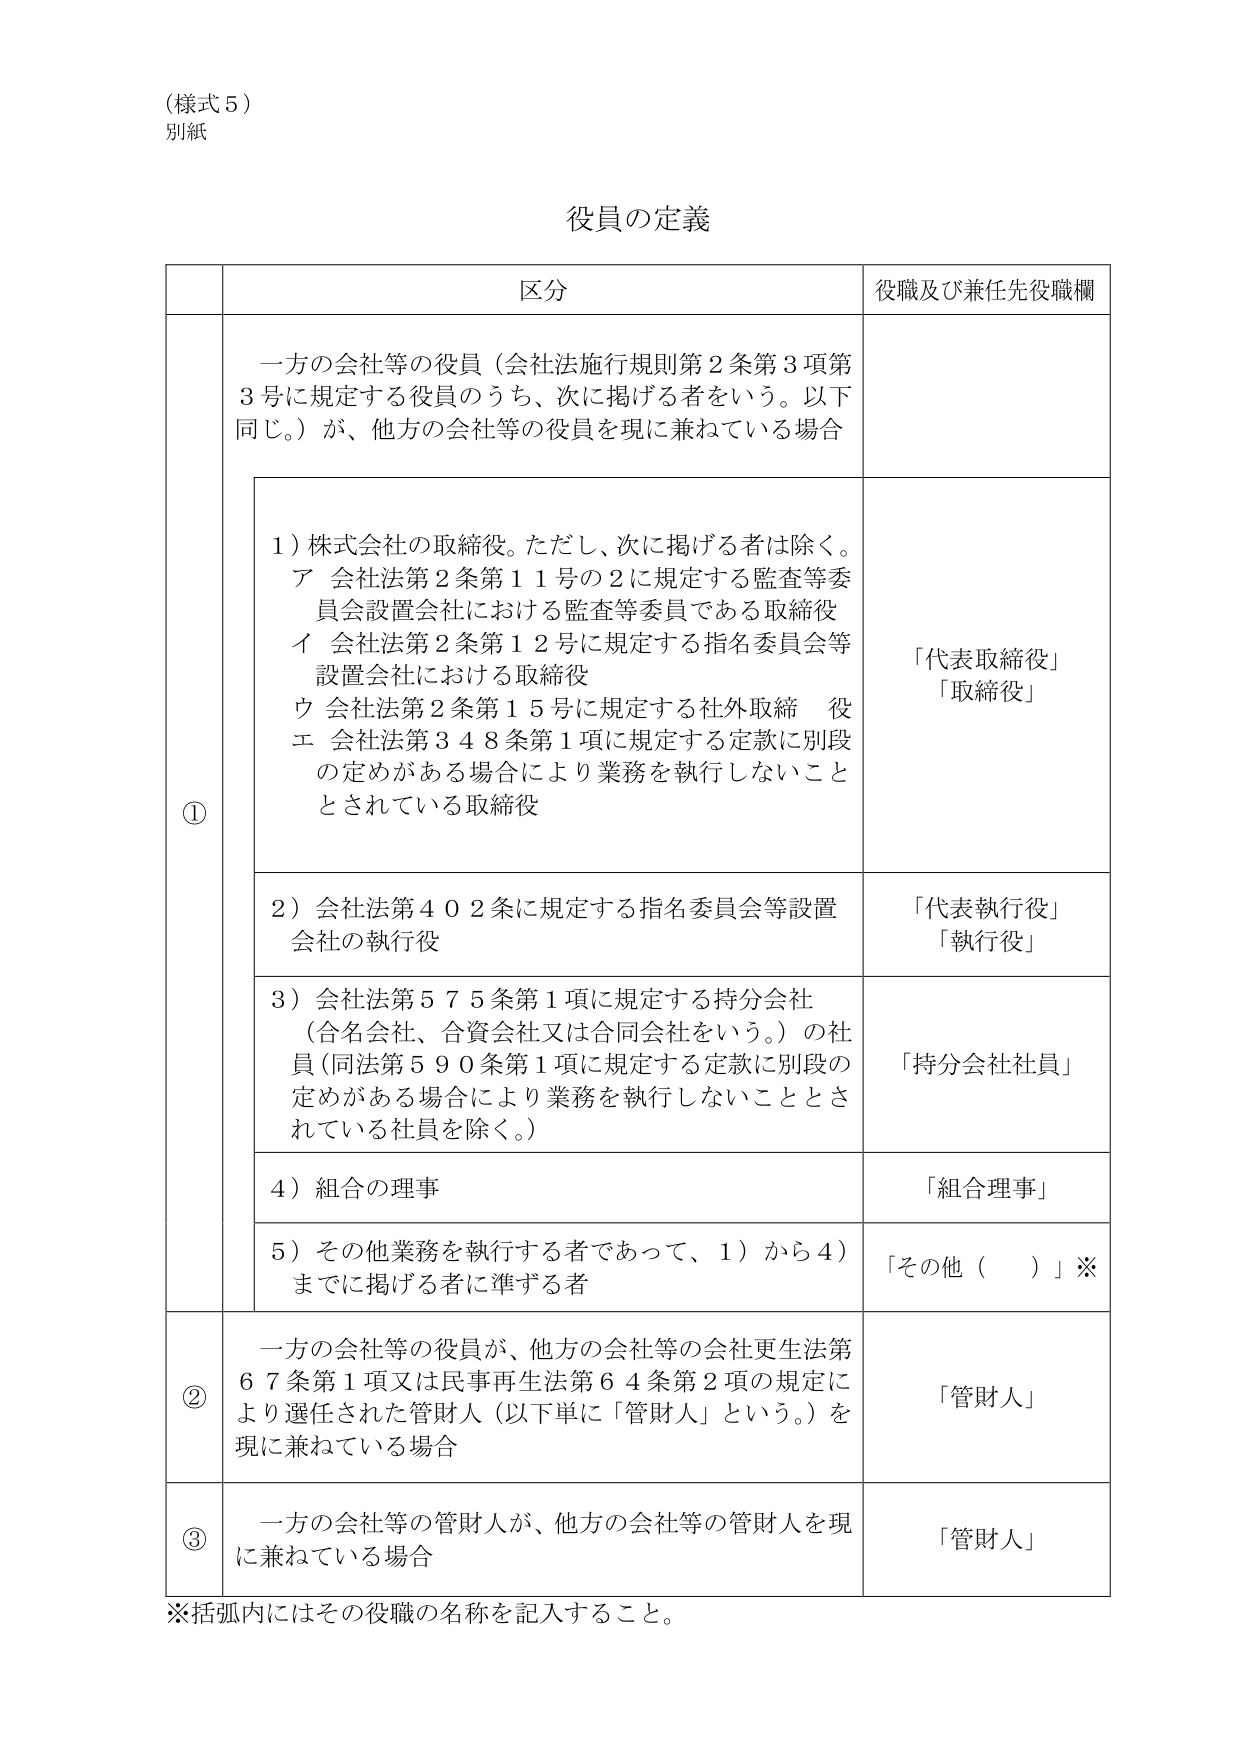 （様式５）
別紙
役員の定義
区分
役職及び兼任先役職欄
①
一方の会社等の役員（会社法施行規則第２条第３項第
３号に規定する役員のうち、次に掲げる者をいう。以下
同じ。）が、他方の会社等の役員を現に兼ねている場合
１）株式会社の取締役。ただし、次に掲げる者は除く。
ア　会社法第２条第１１号の２に規定する監査等委
員会設置会社における監査等委員である取締役
イ　会社法第２条第１２号に規定する指名委員会等
設置会社における取締役
ウ　会社法第２条第１５号に規定する社外取締　役
エ　会社法第３４８条第１項に規定する定款に別段
の定めがある場合により業務を執行しないこと
とされている取締役
「代表取締役」
「取締役」
２）会社法第４０２条に規定する指名委員会等設置
会社の執行役
「代表執行役」
「執行役」
３）会社法第５７５条第１項に規定する持分会社
（合名会社、合資会社又は合同会社をいう。）の社
員（同法第５９０条第１項に規定する定款に別段の
定めがある場合により業務を執行しないこととさ
れている社員を除く。）
「持分会社社員」
４）組合の理事
「組合理事」
５）その他業務を執行する者であって、１）から４）
までに掲げる者に準ずる者
「その他（　　）」※
②
一方の会社等の役員が、他方の会社等の会社更生法第
６７条第１項又は民事再生法第６４条第２項の規定に
より選任された管財人（以下単に「管財人」という。）を
現に兼ねている場合
「管財人」
③
一方の会社等の管財人が、他方の会社等の管財人を現
に兼ねている場合
「管財人」
※括弧内にはその役職の名称を記入すること。